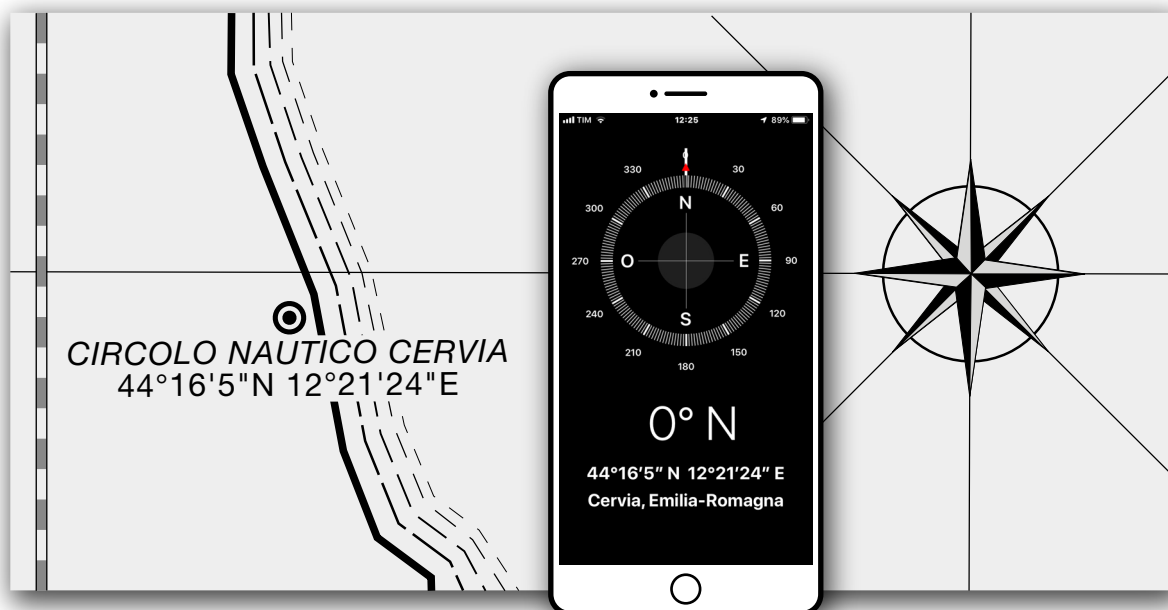 CIRCOLO NAUTICO CERVIA
44°16'5"N 12°21'24"E
TIM 12:25 89%
0
330 30
300 60
N
270 O E 90
S
240 120
210 150
180
0° N
44°16′5″ N 12°21′24″ E
Cervia, Emilia-Romagna